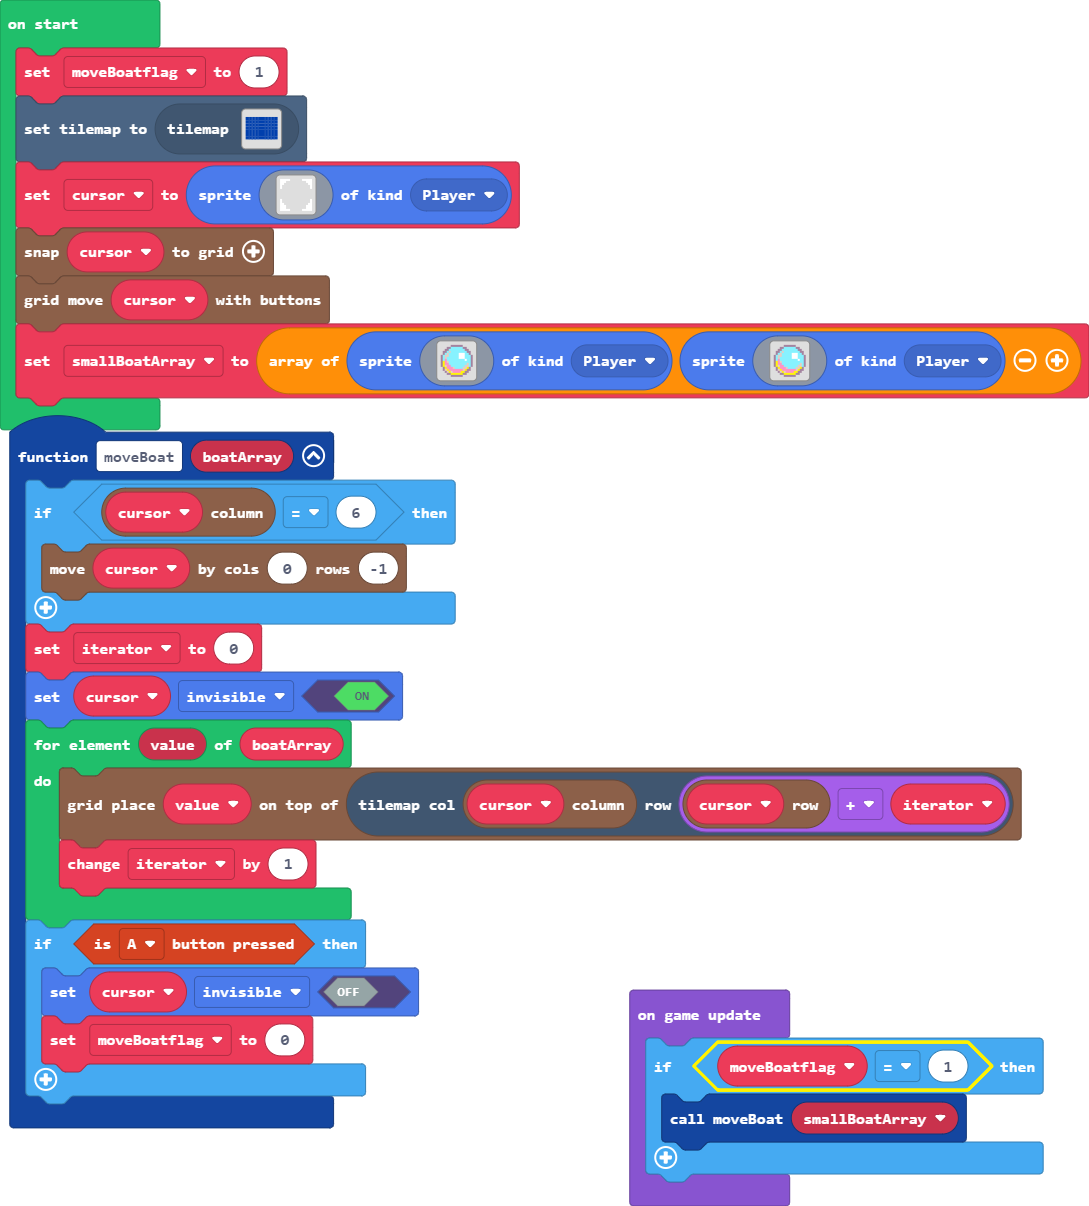 on start
set moveBoatflag to 1
set tilemap to tilemap
set cursor to sprite of kind Player
snap cursor to grid
grid move cursor with buttons
set smallBoatArray to array of sprite of kind Player sprite of kind Player
function moveBoat boatArray
if cursor column = 6 then
move cursor by cols 0 rows -1
set iterator to 0
set cursor invisible ON
for element value of boatArray
do
grid place value on top of tilemap col cursor column row cursor row + iterator
change iterator by 1
if is A button pressed then
set cursor invisible OFF
set moveBoatflag to 0
on game update
if moveBoatflag = 1 then
call moveBoat smallBoatArray